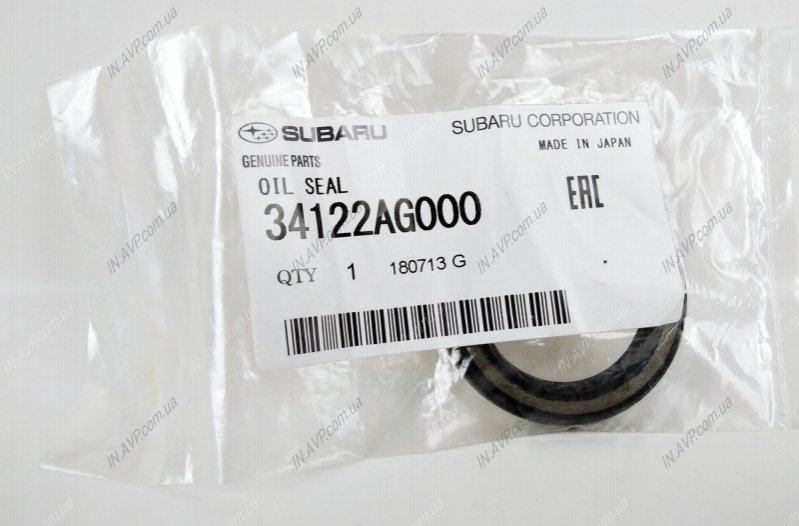 SUBARU
SUBARU CORPORATION
GENUINE PARTS
MADE IN JAPAN
OIL SEAL
34122AG000
EAC
QTY 1 180713 G
IN.AVP.com.ua